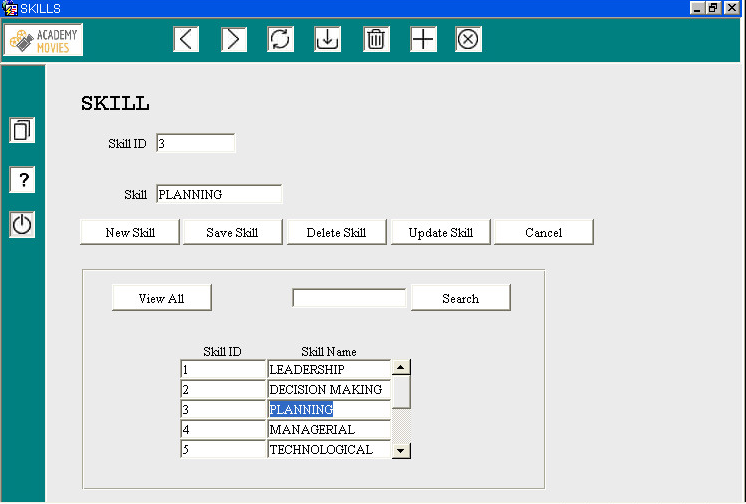 SKILLS
ACADEMY
MOVIES
SKILL
Skill ID 3
?
Skill PLANNING
New Skill Save Skill Delete Skill Update Skill Cancel
View All Search
Skill ID Skill Name
1 LEADERSHIP
2 DECISION MAKING
3 PLANNING
4 MANAGERIAL
5 TECHNOLOGICAL